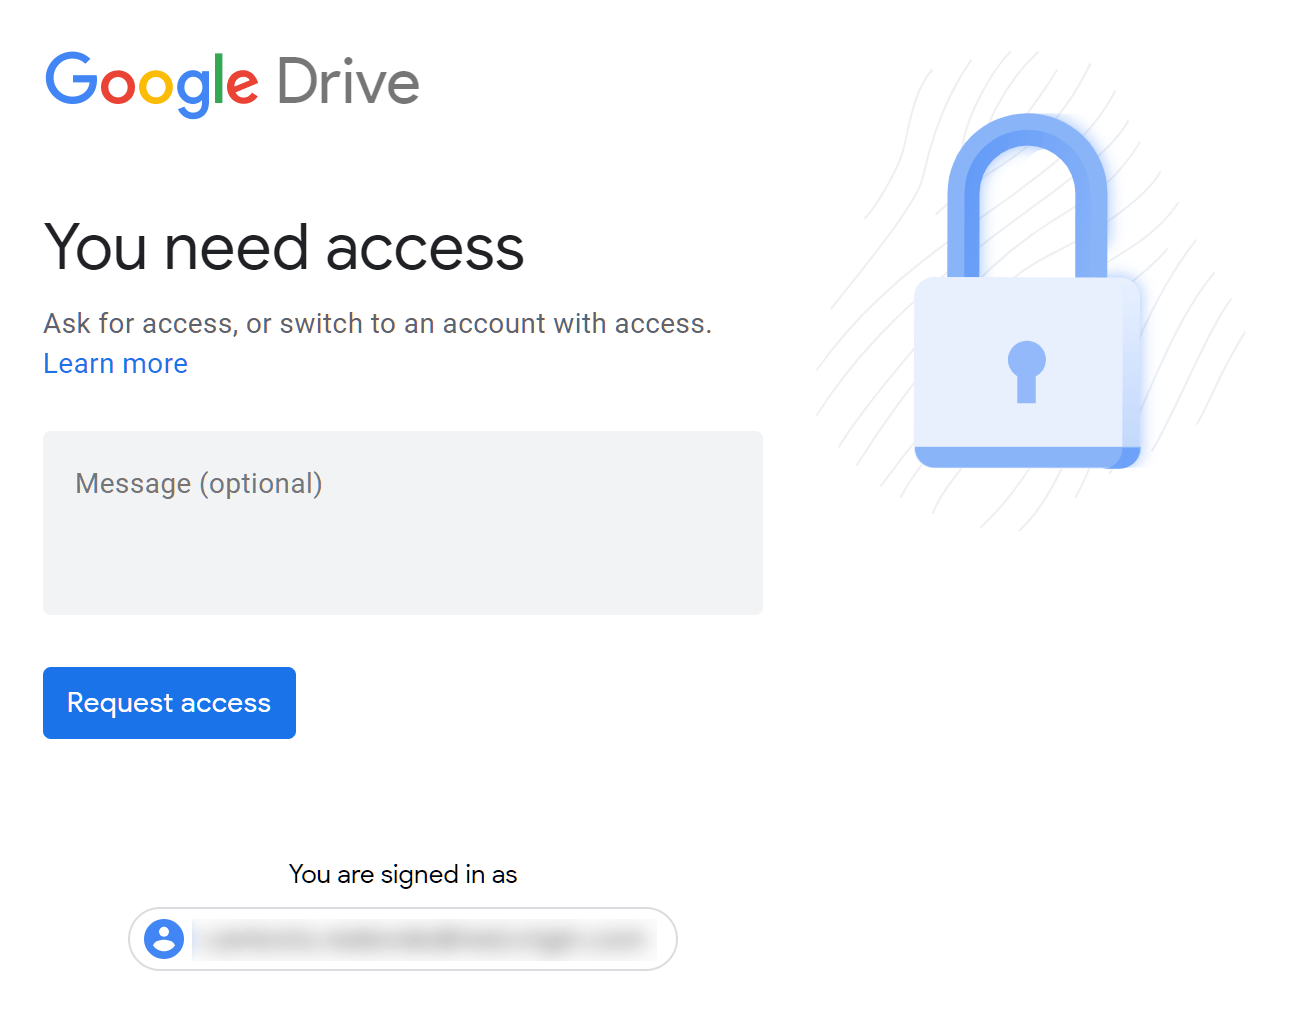 Google Drive
You need access
Ask for access, or switch to an account with access.
Learn more
Message (optional)
Request access
You are signed in as